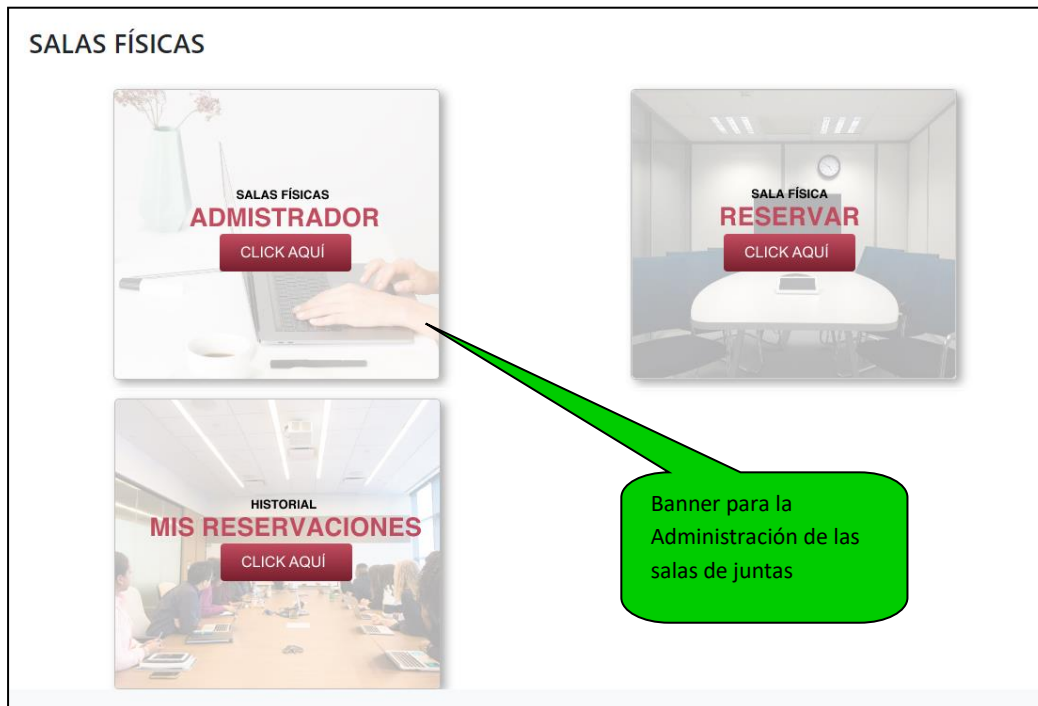 SALAS FÍSICAS
SALAS FÍSICAS
ADMISTRADOR
CLICK AQUÍ
SALA FÍSICA
RESERVAR
CLICK AQUÍ
HISTORIAL
MIS RESERVACIONES
CLICK AQUÍ
Banner para la
Administración de las
salas de juntas